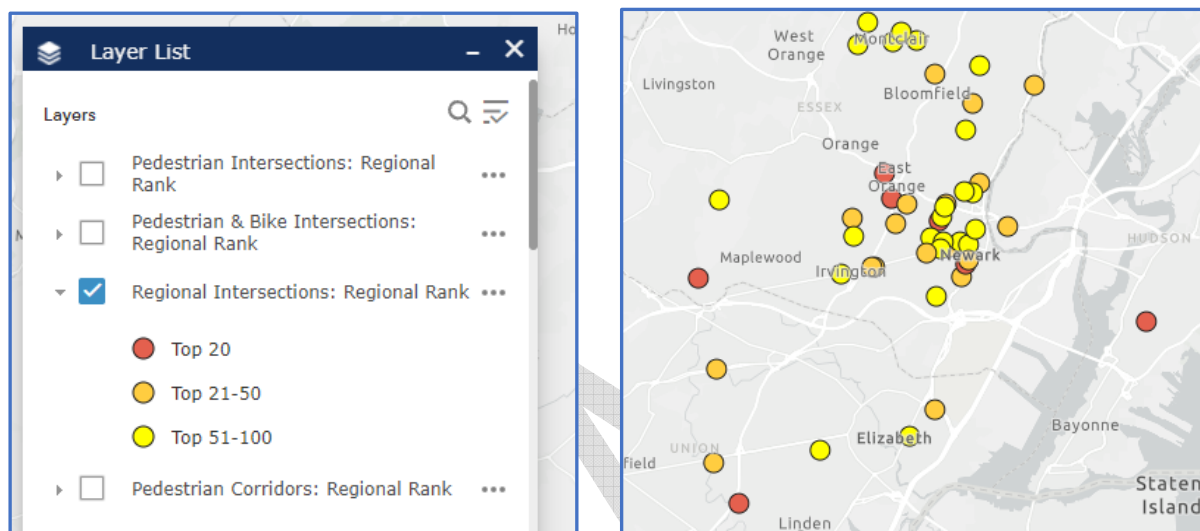 Ho
Layer List
Layers
Pedestrian Intersections: Regional
Rank
Pedestrian & Bike Intersections:
Regional Rank
Regional Intersections: Regional Rank
Top 20
Top 21-50
Top 51-100
Pedestrian Corridors: Regional Rank
West
Orange
Montclair
Livingston
Bloomfield
ESSEX
Orange
East
Orange
HUDSON
Maplewood
Newark
Irvington
Bayonne
Elizabeth
UNION
field
Staten
Island
Linden